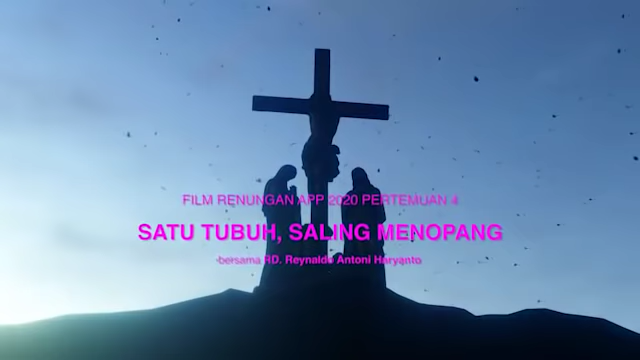 FILM RENUNGAN APP 2020 PERTEMUAN 4
SATU TUBUH, SALING MENOPANG
bersama RD. Reynaldo Antoni Haryanto